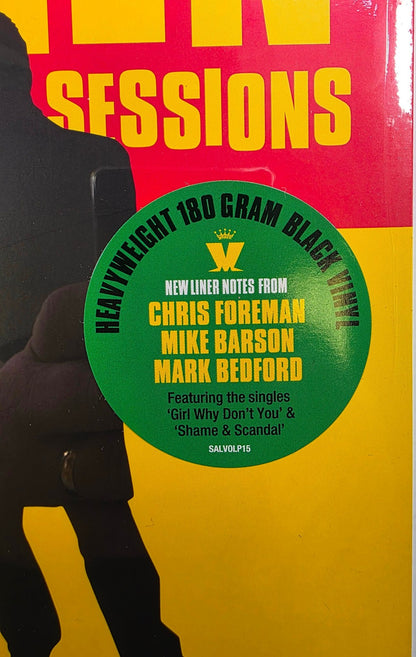 SESSIONS
HEAVYWEIGHT 180 GRAM BLACK VINYL
NEW LINER NOTES FROM
CHRIS FOREMAN
MIKE BARSON
MARK BEDFORD
Featuring the singles
'Girl Why Don't You' &
'Shame & Scandal'
SALVOLP15